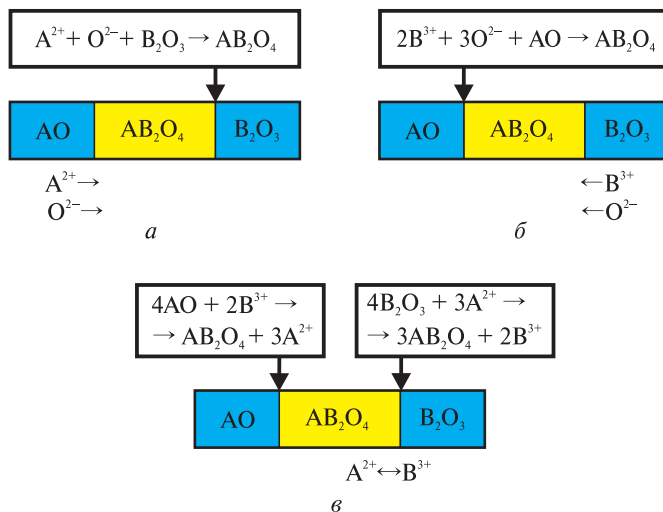 A²⁺ + O²⁻ + B₂O₃ → AB₂O₄
2B³⁺ + 3O²⁻ + AO → AB₂O₄
AO AB₂O₄ B₂O₃
AO AB₂O₄ B₂O₃
A²⁺→
O²⁻→
←B³⁺
←O²⁻
а
б
4AO + 2B³⁺ →
→ AB₂O₄ + 3A²⁺
4B₂O₃ + 3A²⁺ →
→ 3AB₂O₄ + 2B³⁺
AO AB₂O₄ B₂O₃
A²⁺↔B³⁺
в